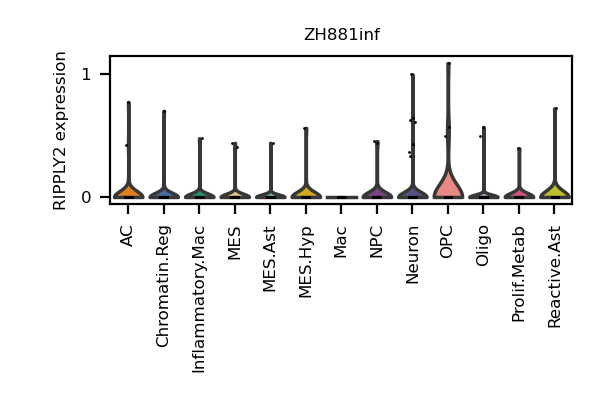 ZH881inf
RIPPLY2 expression
1
0
AC
Chromatin.Reg
Inflammatory.Mac
MES
MES.Ast
MES.Hyp
Mac
NPC
Neuron
OPC
Oligo
Prolif.Metab
Reactive.Ast